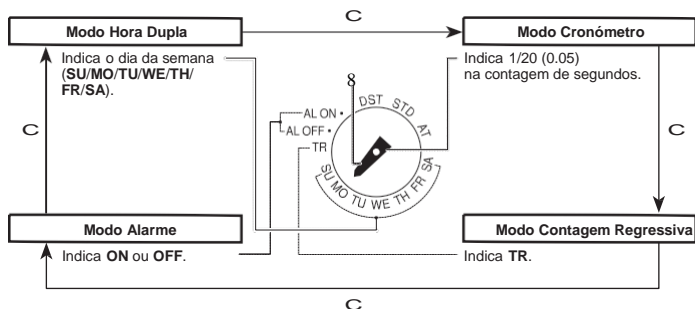 C
Modo Hora Dupla
Modo Cronómetro
Indica o dia da semana
(SU/MO/TU/WE/TH/
FR/SA).
Indica 1/20 (0.05)
na contagem de segundos.
8
DST STD AT
AL ON
AL OFF
TR
SU MO TU WE TH FR SA
C
C
Modo Alarme
Modo Contagem Regressiva
Indica ON ou OFF.
Indica TR.
C